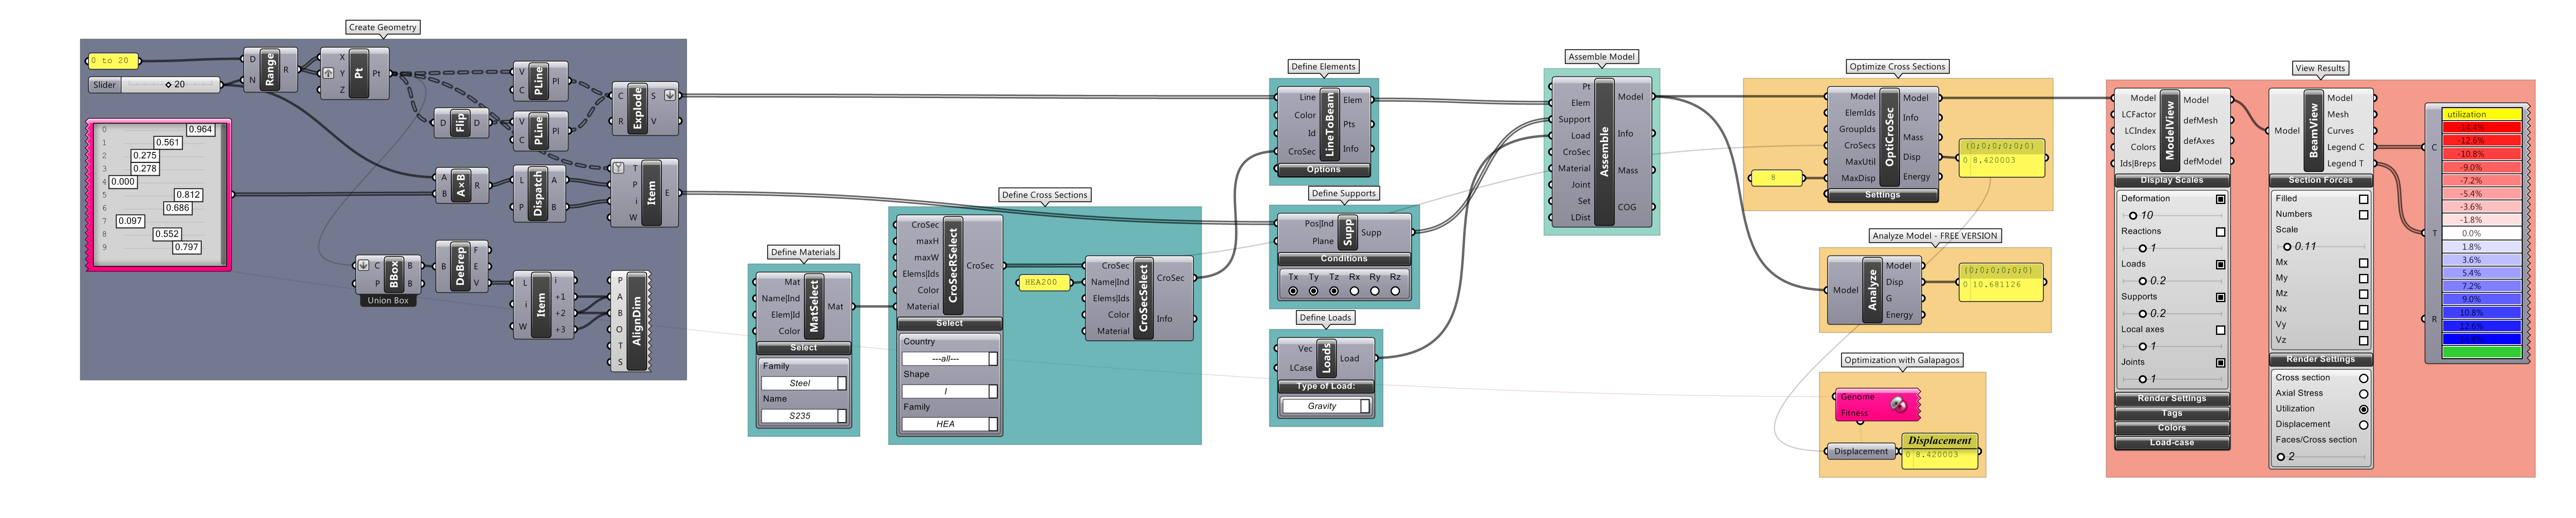 Create Geometry
0 to 20
Slider
20
D
N
Range
R
X
Y
Z
Pt
Pt
V
C
PLine
Pl
D
Flip
D
V
C
PLine
Pl
C
R
Explode
S
V
0
0.964
1
0.561
2
0.275
3
0.278
4
0.000
5
0.812
6
0.686
7
0.097
8
0.552
9
0.797
A
B
A×B
R
L
P
Dispatch
A
B
T
P
i
W
Item
E
C
P
BBox
B
B
Union Box
B
DeBrep
F
E
V
L
i
W
Item
i
+1
+2
+3
P
A
B
O
T
S
AlignDim
Define Materials
Mat
Name|Ind
Elem|Id
Color
MatSelect
Mat
Select
Family
Steel
Name
S235
Define Cross Sections
CroSec
maxH
maxW
Elems|Ids
Color
Material
CroSecRSelect
CroSec
Select
Country
---all---
Shape
I
Family
HEA
HEA200
CroSec
Name|Ind
Elems|Ids
Color
Material
CroSecSelect
CroSec
Info
Define Elements
Line
Color
Id
CroSec
LineToBeam
Elem
Pts
Info
Options
Define Supports
Pos|Ind
Plane
Supp
Supp
Conditions
Tx Ty Tz Rx Ry Rz
Define Loads
Vec
LCase
Loads
Load
Type of Load:
Gravity
Assemble Model
Pt
Elem
Support
Load
CroSec
Material
Joint
Set
LDist
Assemble
Model
Info
Mass
COG
Optimize Cross Sections
8
Model
ElemIds
GroupIds
CroSecs
MaxUtil
MaxDisp
OptiCroSec
Model
Info
Mass
Disp
Energy
Settings
{0;0;0;0;0;0}
0 8.420003
Analyze Model - FREE VERSION
Model
Analyze
Model
Disp
G
Energy
{0;0;0;0;0;0}
0 10.681126
Optimization with Galapagos
Genome
Fitness
Displacement
Displacement
0 8.420003
View Results
Model
LCFactor
LCIndex
Colors
Ids|Breps
ModelView
Model
defMesh
defAxes
defModel
Display Scales
Deformation
10
Reactions
1
Loads
0.2
Supports
0.2
Local axes
1
Joints
1
Render Settings
Tags
Colors
Load-case
Model
BeamView
Model
Mesh
Curves
Legend C
Legend T
Section Forces
Filled
Numbers
Scale
0.11
Mx
My
Mz
Nx
Vy
Vz
Render Settings
Cross section
Axial Stress
Utilization
Displacement
Faces/Cross section
2
C
T
R
utilization
-14.4%
-12.6%
-10.8%
-9.0%
-7.2%
-5.4%
-3.6%
-1.8%
0.0%
1.8%
3.6%
5.4%
7.2%
9.0%
10.8%
12.6%